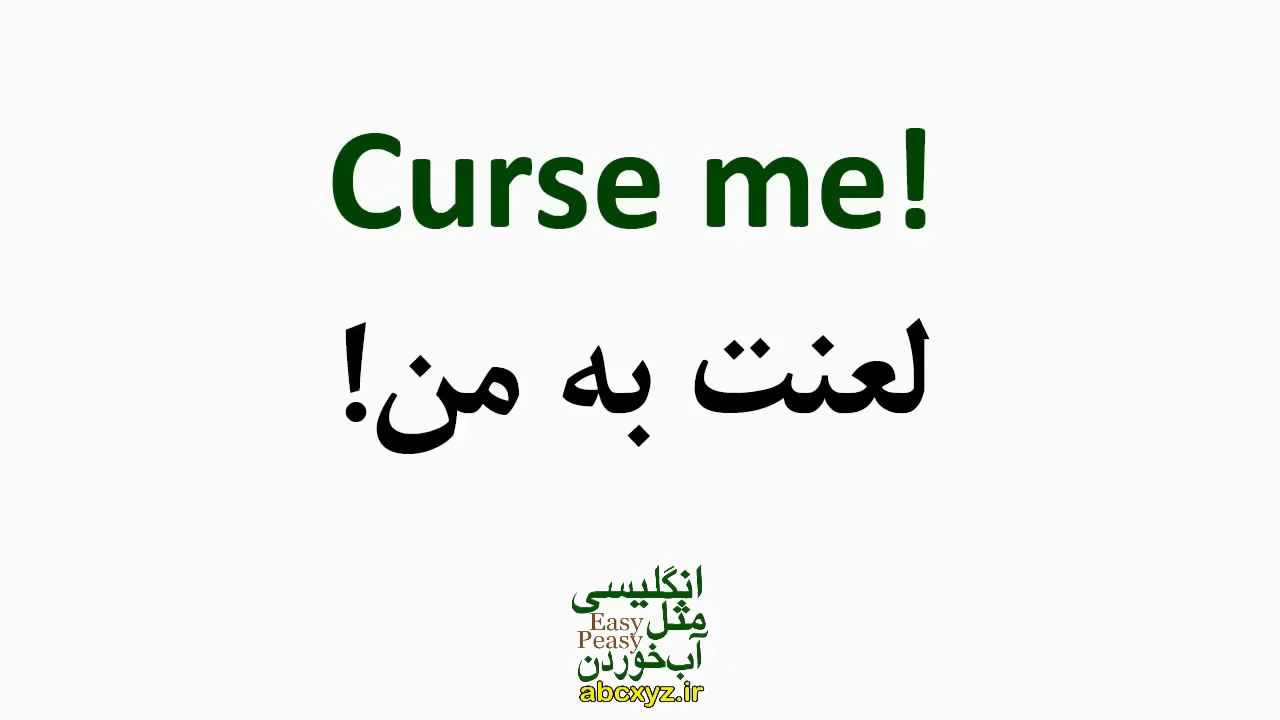 Curse me!
لعنت به من!
انگلیسی
مثل
Easy
Peasy
آب‌خوردن
abcxyz.ir